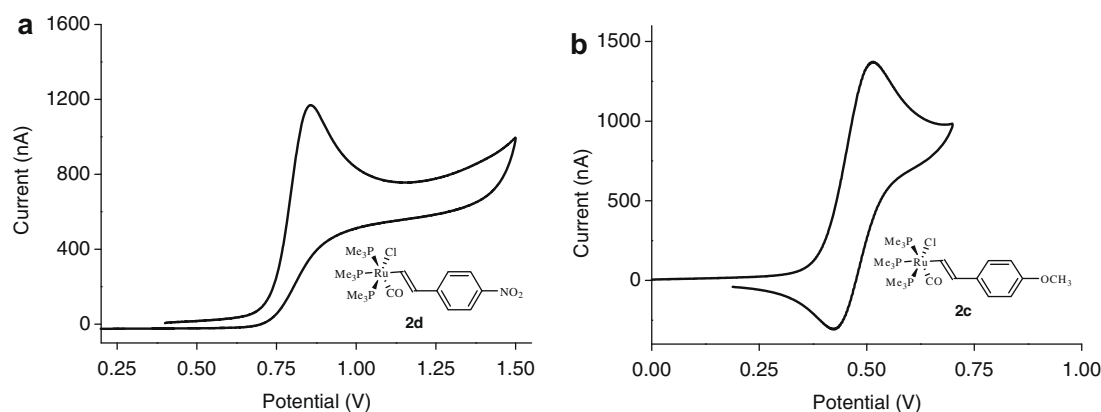 a
1600
1200
800
400
0
0.25 0.50 0.75 1.00 1.25 1.50
Current (nA)
Potential (V)
Me₃P Cl
Me₃P Ru
Me₃P CO
NO₂
2d
b
1500
1000
500
0
0.00 0.25 0.50 0.75 1.00
Current (nA)
Potential (V)
Me₃P Cl
Me₃P Ru
Me₃P CO
OCH₃
2c